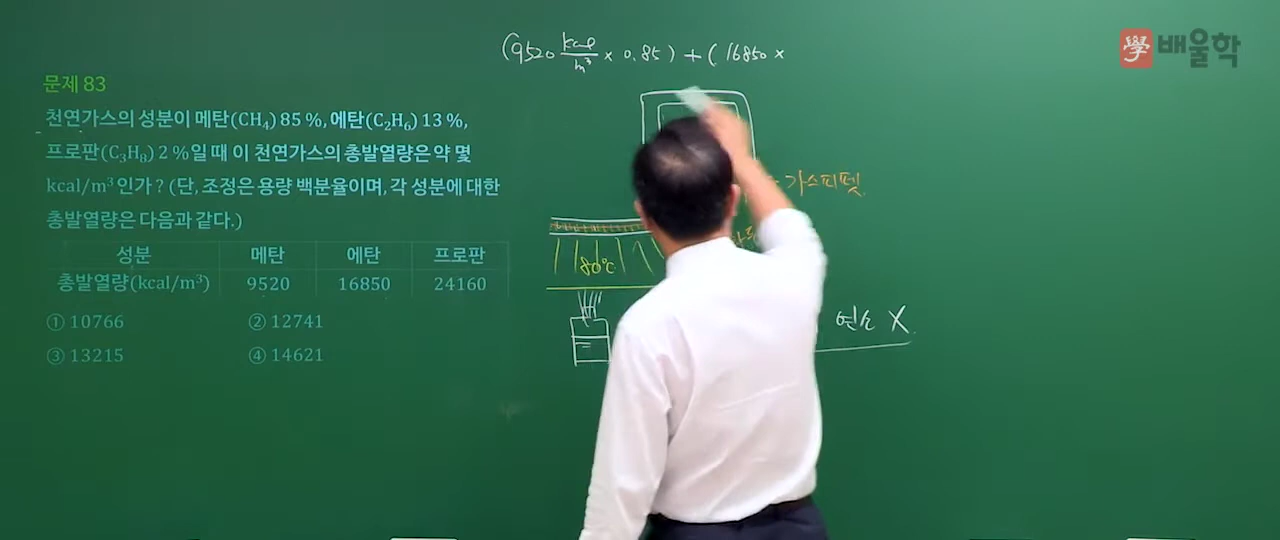 (9520 kcal/m³ × 0.85) + (16850 ×
學 배울학
문제 83
천연가스의 성분이 메탄(CH₄) 85 %, 에탄(C₂H₆) 13 %,
프로판(C₃H₈) 2 %일 때 이 천연가스의 총발열량은 약 몇
kcal/m³인가? (단, 조정은 용량 백분율이며, 각 성분에 대한
총발열량은 다음과 같다.)
성분 메탄 에탄 프로판
총발열량(kcal/m³) 9520 16850 24160
① 10766 ② 12741
③ 13215 ④ 14621
가스피펫
80℃
연소 X